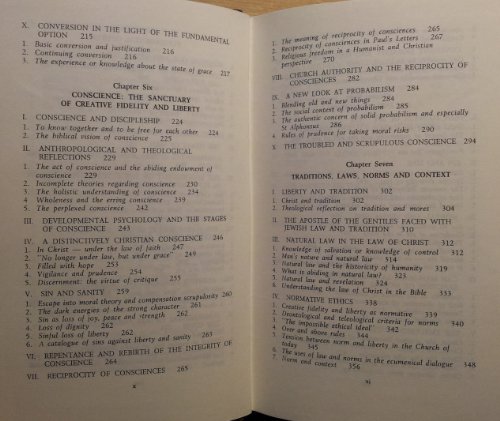 X. CONVERSION IN THE LIGHT OF THE FUNDAMENTAL
OPTION 215
1. Basic conversion and justification 216
2. Continuing conversion 216
3. The experience or knowledge about the state of grace 217
Chapter Six
CONSCIENCE: THE SANCTUARY
OF CREATIVE FIDELITY AND LIBERTY
I. CONSCIENCE AND DISCIPLESHIP 224
1. To know together and to be free for each other 224
2. The biblical vision of conscience 225
II. ANTHROPOLOGICAL AND THEOLOGICAL
REFLECTIONS 229
1. The act of conscience and the abiding endowment of
conscience 229
2. Incomplete theories regarding conscience 230
3. The holistic understanding of conscience 234
4. Wholeness and the erring conscience 239
5. The perplexed conscience 242
III. DEVELOPMENTAL PSYCHOLOGY AND THE STAGES
OF CONSCIENCE 243
IV. A DISTINCTIVELY CHRISTIAN CONSCIENCE 246
1. In Christ — under the law of faith 247
2. "No longer under law, but under grace" 249
3. Filled with hope 253
4. Vigilance and prudence 254
5. Discernment: the virtue of critique 255
V. SIN AND SANITY 259
1. Escape into moral theory and compensation scrupulosity 260
2. The dark energies of the strong character 261
3. Sin as loss of joy, peace and strength 262
4. Loss of dignity 262
5. Sinful loss of liberty 262
6. A catalogue of sins against liberty and sanity 263
VI. REPENTANCE AND REBIRTH OF THE INTEGRITY OF
CONSCIENCE 264
VII. RECIPROCITY OF CONSCIENCES 265
x
1. The meaning of reciprocity of consciences 265
2. Reciprocity of consciences in Paul's Letters 267
3. Religious freedom in a Humanist and Christian
perspective 270
VIII. CHURCH AUTHORITY AND THE RECIPROCITY OF
CONSCIENCES 282
IX. A NEW LOOK AT PROBABILISM 284
1. Blending old and new things 284
2. The social context of probabilism 285
3. The authentic concern of solid probabilism and especially
St Alphonsus 286
4. Rules of prudence for taking moral risks 290
X. THE TROUBLED AND SCRUPULOUS CONSCIENCE 294
Chapter Seven
TRADITIONS, LAWS, NORMS AND CONTEXT
I. LIBERTY AND TRADITION 302
1. Christ and tradition 302
2. Theological reflection on tradition and mores 304
II. THE APOSTLE OF THE GENTILES FACED WITH
JEWISH LAW AND TRADITION 310
III. NATURAL LAW IN THE LAW OF CHRIST 312
1. Knowledge of salvation or knowledge of control 312
2. Man's nature and natural law 315
3. Natural law and the historicity of humanity 319
4. What is abiding in natural law? 323
5. Natural law and revelation
6. Understanding the law of Christ in the Bible
IV. NORMATIVE ETHICS 338
1. Creative fidelity and liberty as normative 339
2. Deontological and teleological criteria for norms 340
3. "The impossible ethical ideal" 342
4. Over and above rules 344
5. Tension between norm and liberty in the Church of
today 345
6. The uses of law and norms in the ecumenical dialogue 348
7. Norm and context 356
xi